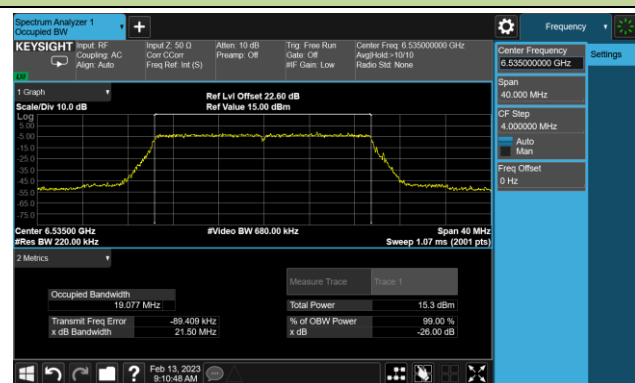 Spectrum Analyzer 1
Occupied BW
Frequency
KEYSIGHT
Input: RF
Coupling: AC
Align: Auto
Input Z: 50 Ω
Corr CCorr
Freq Ref: Int (S)
Atten: 10 dB
Preamp: Off
Trig: Free Run
Gate: Off
#IF Gain: Low
Center Freq: 6.535000000 GHz
Avg|Hold:>10/10
Radio Std: None
LXI
Center Frequency
6.535000000 GHz
Settings
Span
40.000 MHz
CF Step
4.000000 MHz
Auto
Man
Freq Offset
0 Hz
1 Graph
Scale/Div 10.0 dB
Ref Lvl Offset 22.60 dB
Ref Value 15.00 dBm
Log
5.00
-5.00
-15.0
-25.0
-35.0
-45.0
-55.0
-65.0
-75.0
Center 6.53500 GHz
#Video BW 680.00 kHz
Span 40 MHz
#Res BW 220.00 kHz
Sweep 1.07 ms (2001 pts)
2 Metrics
Measure Trace
Trace 1
Occupied Bandwidth
19.077 MHz
Total Power
15.3 dBm
Transmit Freq Error
-89.409 kHz
% of OBW Power
99.00 %
x dB Bandwidth
21.50 MHz
x dB
-26.00 dB
Feb 13, 2023
9:10:48 AM